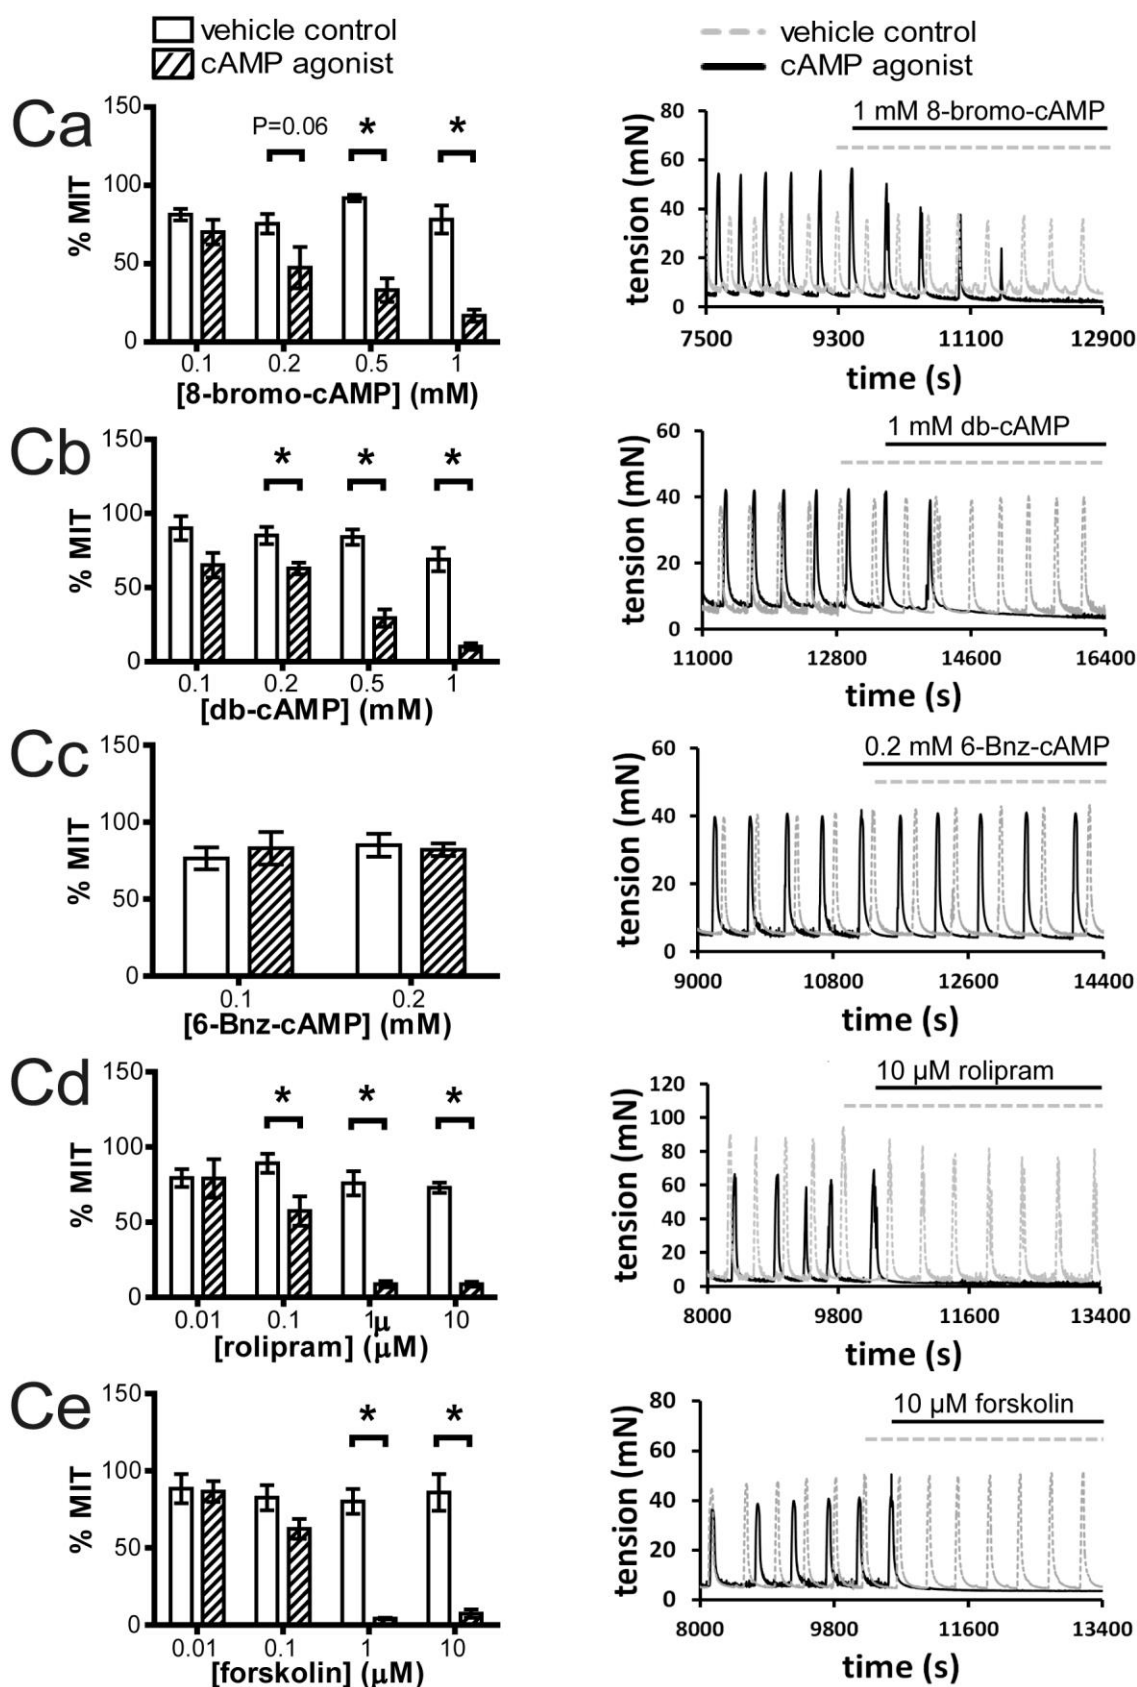 vehicle control
cAMP agonist
vehicle control
cAMP agonist
Ca
150
100
50
0
% MIT
P=0.06
*
*
0.1 0.2 0.5 1
[8-bromo-cAMP] (mM)
80
60
40
20
0
tension (mN)
1 mM 8-bromo-cAMP
7500 9300 11100 12900
time (s)
Cb
150
100
50
0
% MIT
*
*
*
0.1 0.2 0.5 1
[db-cAMP] (mM)
60
40
20
0
tension (mN)
1 mM db-cAMP
11000 12800 14600 16400
time (s)
Cc
150
100
50
0
% MIT
0.1 0.2
[6-Bnz-cAMP] (mM)
60
40
20
0
tension (mN)
0.2 mM 6-Bnz-cAMP
9000 10800 12600 14400
time (s)
Cd
150
100
50
0
% MIT
*
*
*
0.01 0.1 1μ 10
[rolipram] (μM)
120
100
80
60
40
20
0
tension (mN)
10 μM rolipram
8000 9800 11600 13400
time (s)
Ce
150
100
50
0
% MIT
*
*
0.01 0.1 1 10
[forskolin] (μM)
80
60
40
20
0
tension (mN)
10 μM forskolin
8000 9800 11600 13400
time (s)